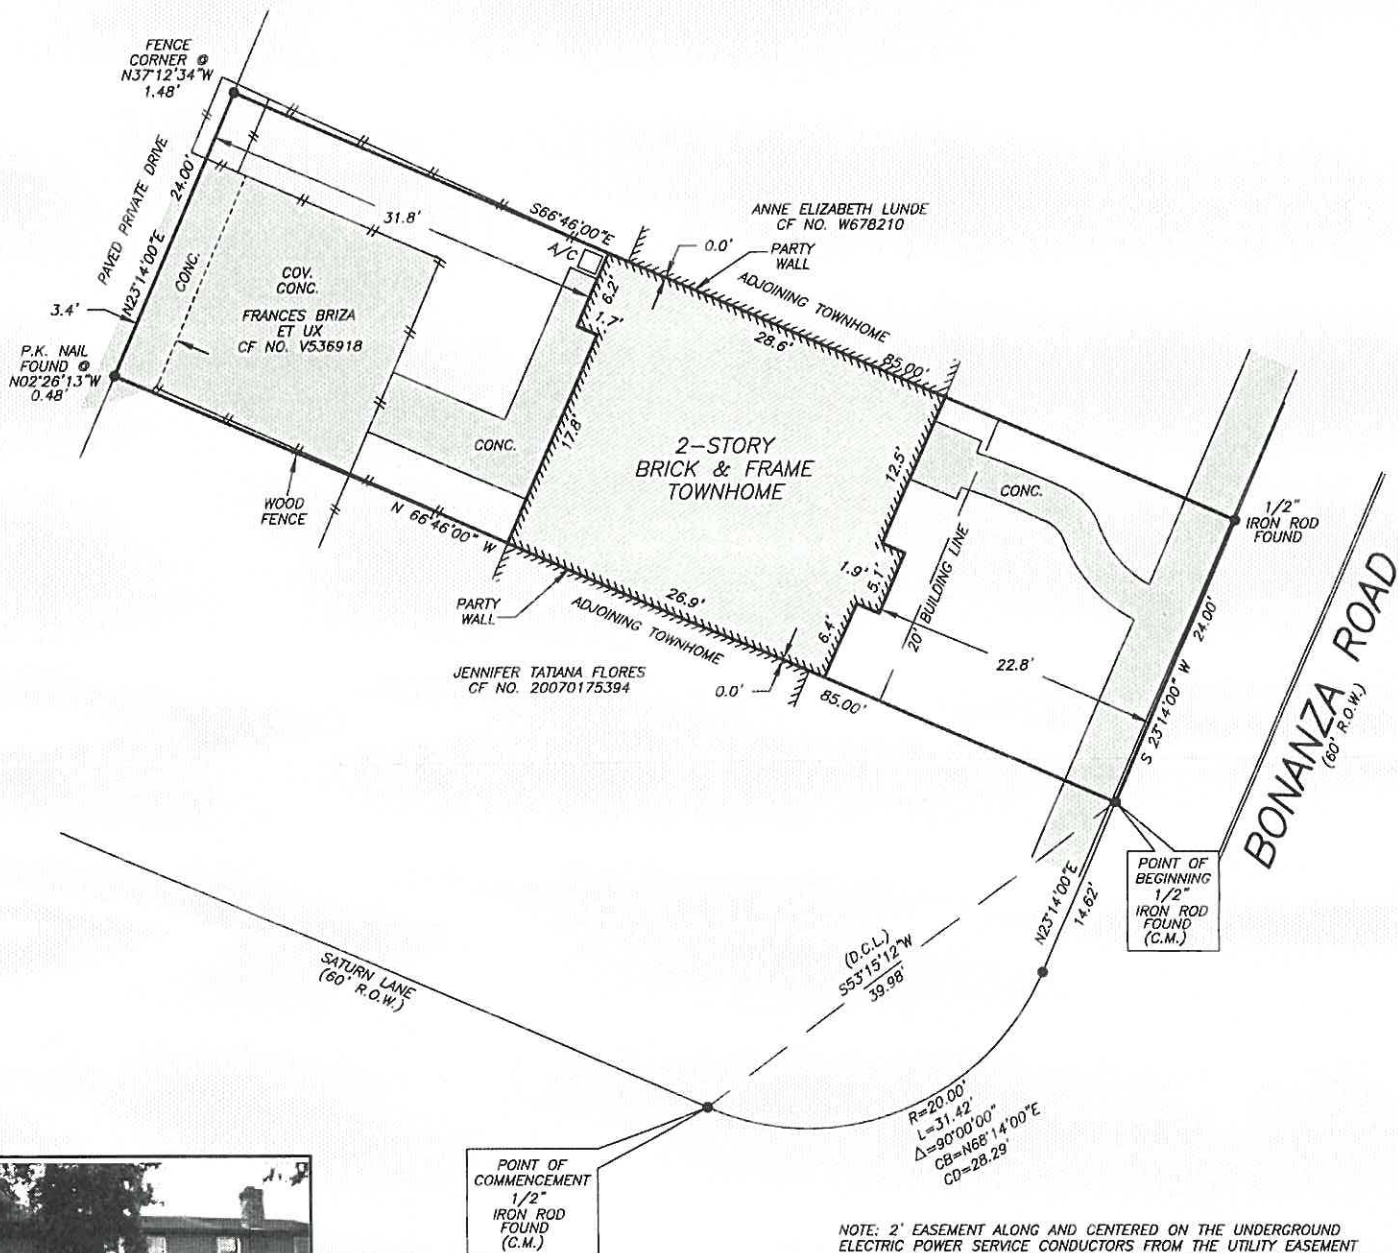 FENCE
CORNER @
N37°12'34"W
1.48'
PAVED PRIVATE DRIVE
24.00'
N23°14'00"E
CONC.
3.4'
P.K. NAIL
FOUND @
N02°26'13"W
0.48'
COV.
CONC.
FRANCES BRIZA
ET UX
CF NO. V536918
31.8'
S66°46'00"E
A/C
6.2'
1.7'
17.8'
CONC.
WOOD
FENCE
N 66°46'00" W
ANNE ELIZABETH LUNDE
CF NO. W678210
0.0'
PARTY
WALL
ADJOINING TOWNHOME
28.6'
85.00'
2-STORY
BRICK & FRAME
TOWNHOME
12.5'
1.9'
5.1'
6.4'
20' BUILDING LINE
CONC.
22.8'
1/2"
IRON ROD
FOUND
S 23°14'00" W 24.00'
BONANZA ROAD
(60' R.O.W.)
PARTY
WALL
26.9'
ADJOINING TOWNHOME
0.0'
85.00'
JENNIFER TATIANA FLORES
CF NO. 20070175394
POINT OF
BEGINNING
1/2"
IRON ROD
FOUND
(C.M.)
N23°14'00"E
14.62'
(D.C.L.)
S53°15'12"W
39.98'
SATURN LANE
(60' R.O.W.)
R=20.00'
L=31.42'
Δ=90°00'00"
CB=N68°14'00"E
CD=28.29'
POINT OF
COMMENCEMENT
1/2"
IRON ROD
FOUND
(C.M.)
NOTE: 2' EASEMENT ALONG AND CENTERED ON THE UNDERGROUND
ELECTRIC POWER SERVICE CONDUCTORS FROM THE UTILITY EASEMENT